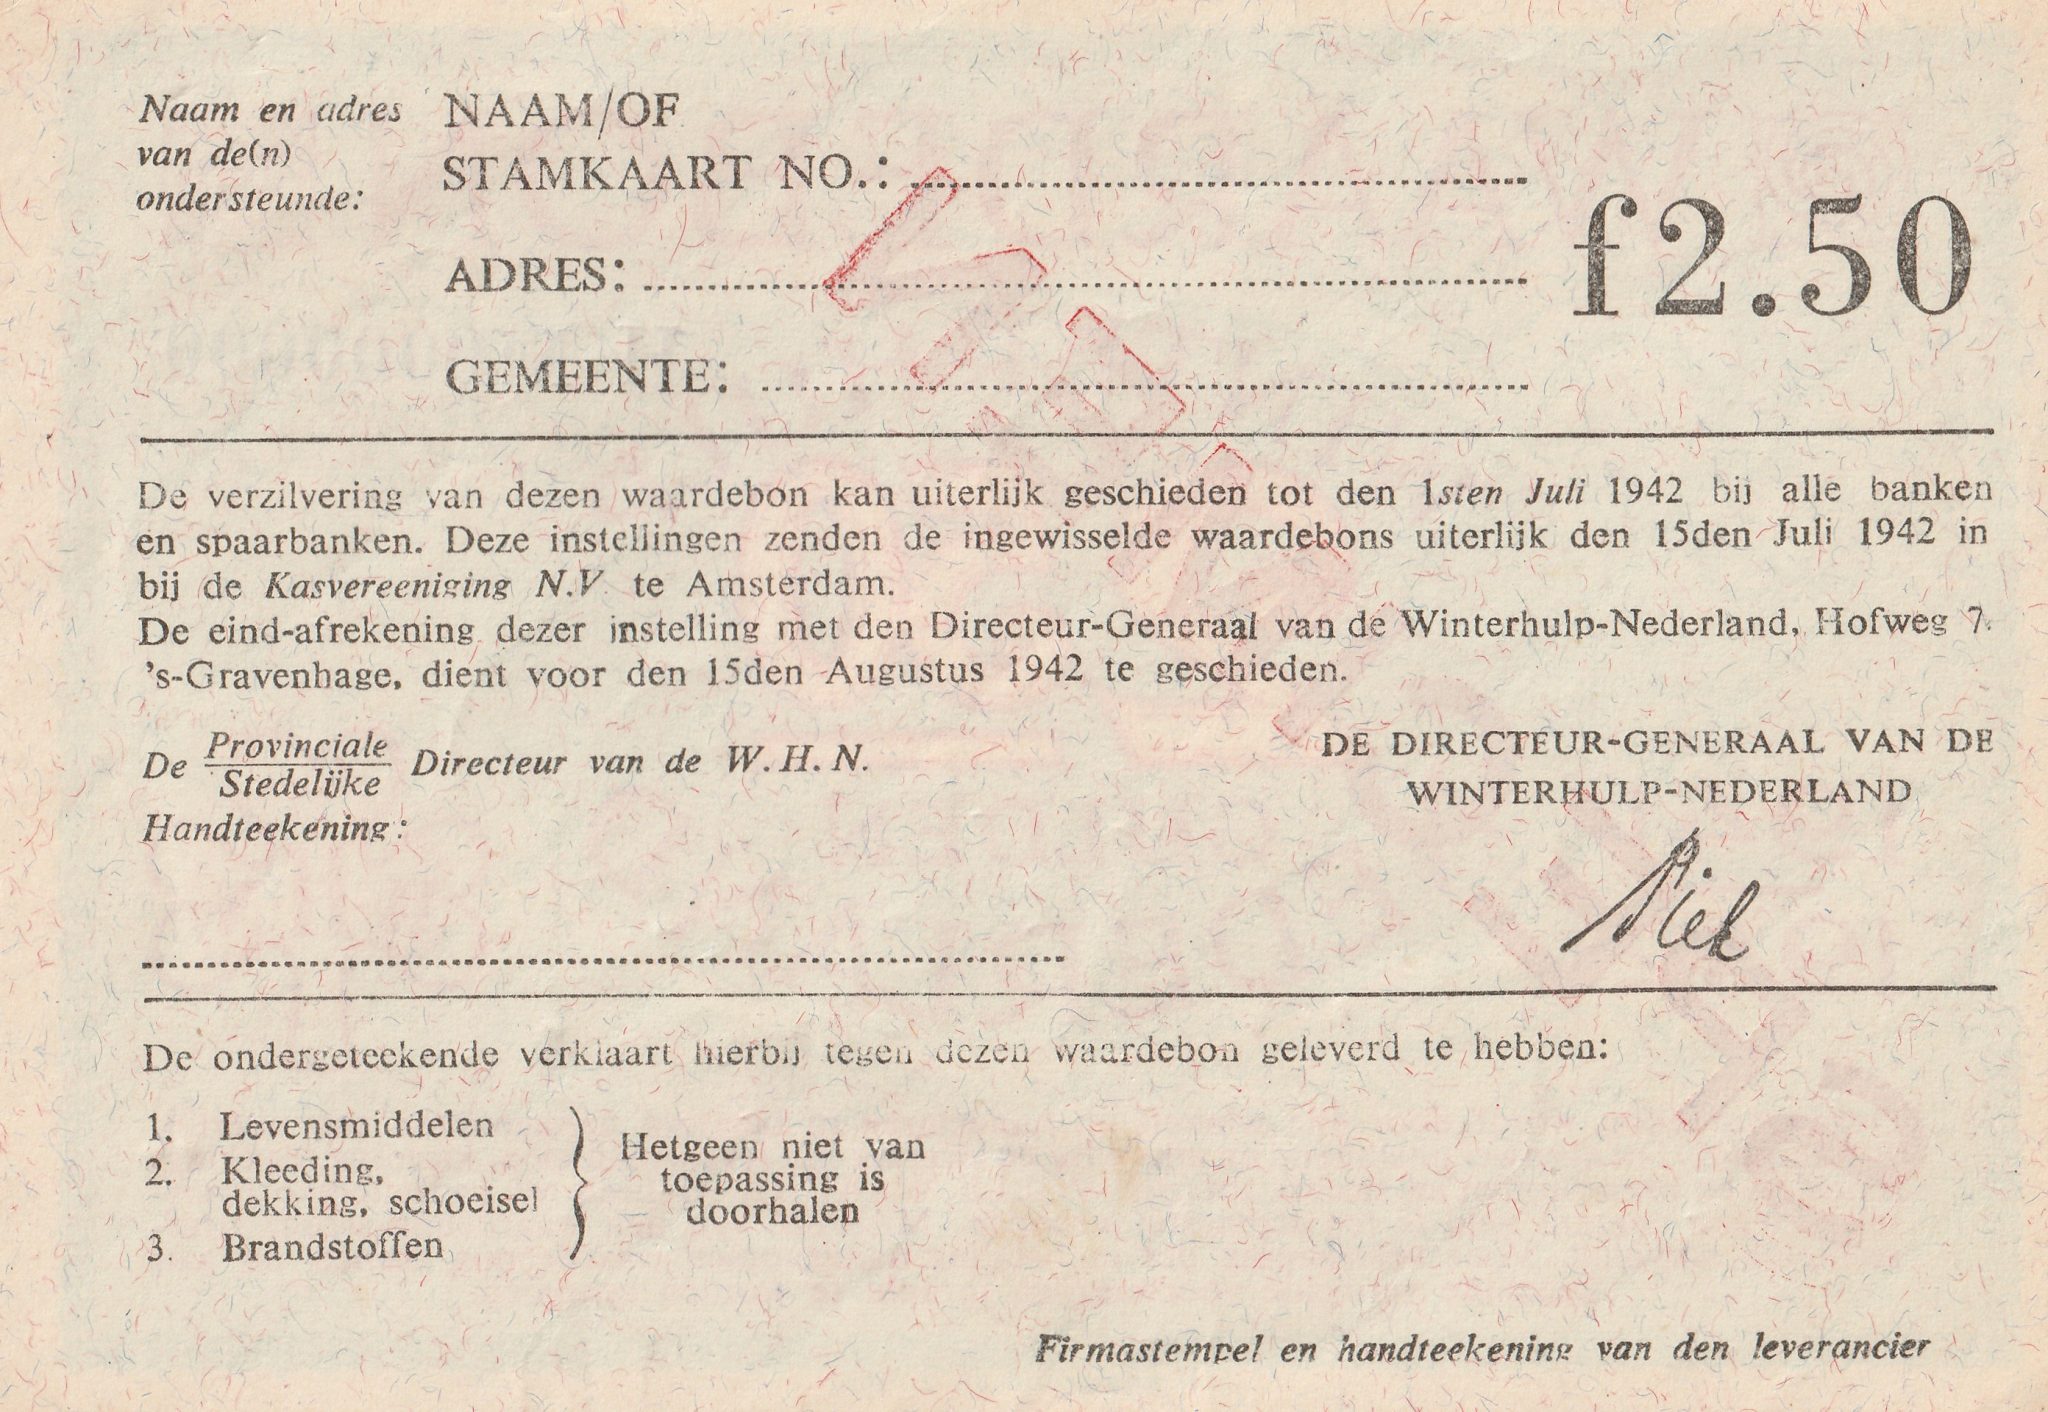 Naam en adres
van de(n)
ondersteunde:
NAAM/OF
STAMKAART NO.:
ADRES:
GEMEENTE:
f 2.50
De verzilvering van dezen waardebon kan uiterlijk geschieden tot den 1sten Juli 1942 bij alle banken
en spaarbanken. Deze instellingen zenden de ingewisselde waardebons uiterlijk den 15den Juli 1942 in
bij de Kasvereeniging N.V. te Amsterdam.
De eind-afrekening dezer instelling met den Directeur-Generaal van de Winterhulp-Nederland, Hofweg 7.
's-Gravenhage, dient voor den 15den Augustus 1942 te geschieden.
De Provinciale
Stedelijke Directeur van de W.H.N.
Handteekening:
DE DIRECTEUR-GENERAAL VAN DE
WINTERHULP-NEDERLAND
Piek
De ondergeteekende verklaart hierbij tegen dezen waardebon geleverd te hebben:
1. Levensmiddelen
2. Kleeding,
dekking, schoeisel
3. Brandstoffen
Hetgeen niet van
toepassing is
doorhalen
Firmastempel en handteekening van den leverancier